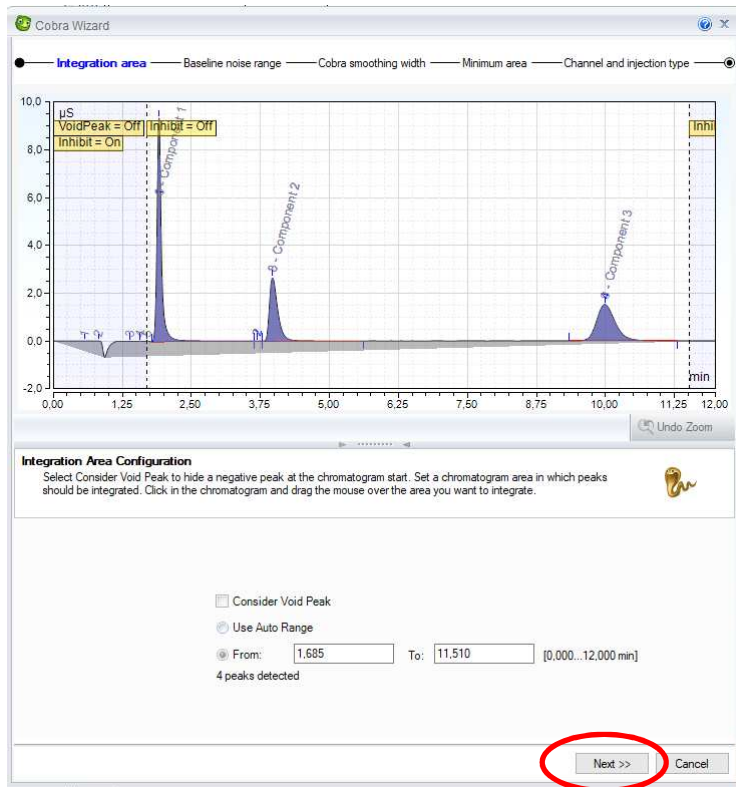 Cobra Wizard
Integration area Baseline noise range Cobra smoothing width Minimum area Channel and injection type
10,0
8,0
6,0
4,0
2,0
0,0
-2,0
µS
VoidPeak = Off
Inhibit = Off
Inhibit = On
Component 1
Component 2
Component 3
min
0,00 1,25 2,50 3,75 5,00 6,25 7,50 8,75 10,00 11,25 12,00
Undo Zoom
Integration Area Configuration
Select Consider Void Peak to hide a negative peak at the chromatogram start. Set a chromatogram area in which peaks
should be integrated. Click in the chromatogram and drag the mouse over the area you want to integrate.
Consider Void Peak
Use Auto Range
From: 1,685 To: 11,510 [0,000...12,000 min]
4 peaks detected
Next >> Cancel